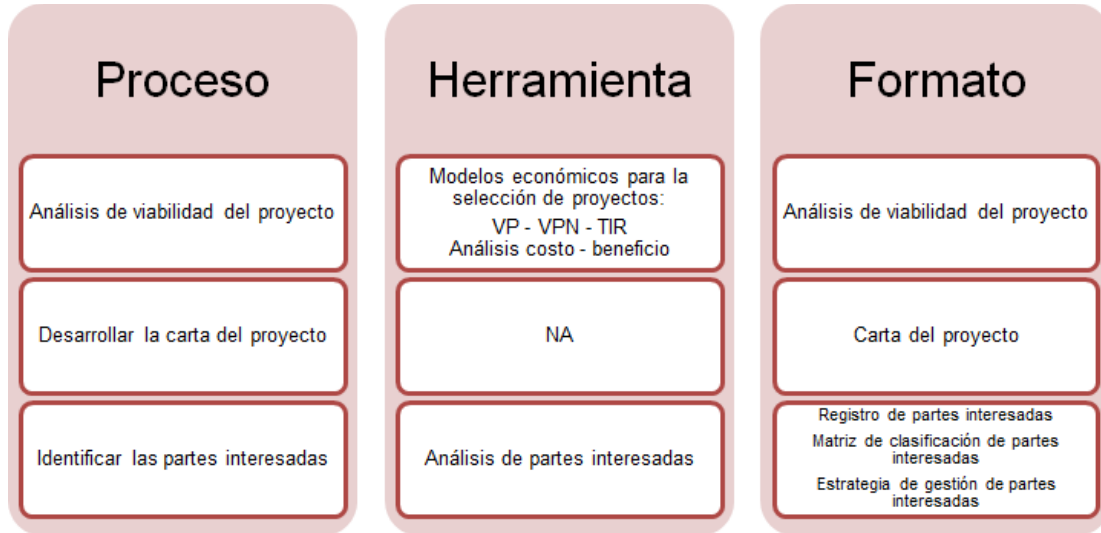 Proceso
Análisis de viabilidad del proyecto
Desarrollar la carta del proyecto
Identificar las partes interesadas
Herramienta
Modelos económicos para la
selección de proyectos:
VP - VPN - TIR
Análisis costo - beneficio
NA
Análisis de partes interesadas
Formato
Análisis de viabilidad del proyecto
Carta del proyecto
Registro de partes interesadas
Matriz de clasificación de partes
interesadas
Estrategia de gestión de partes
interesadas